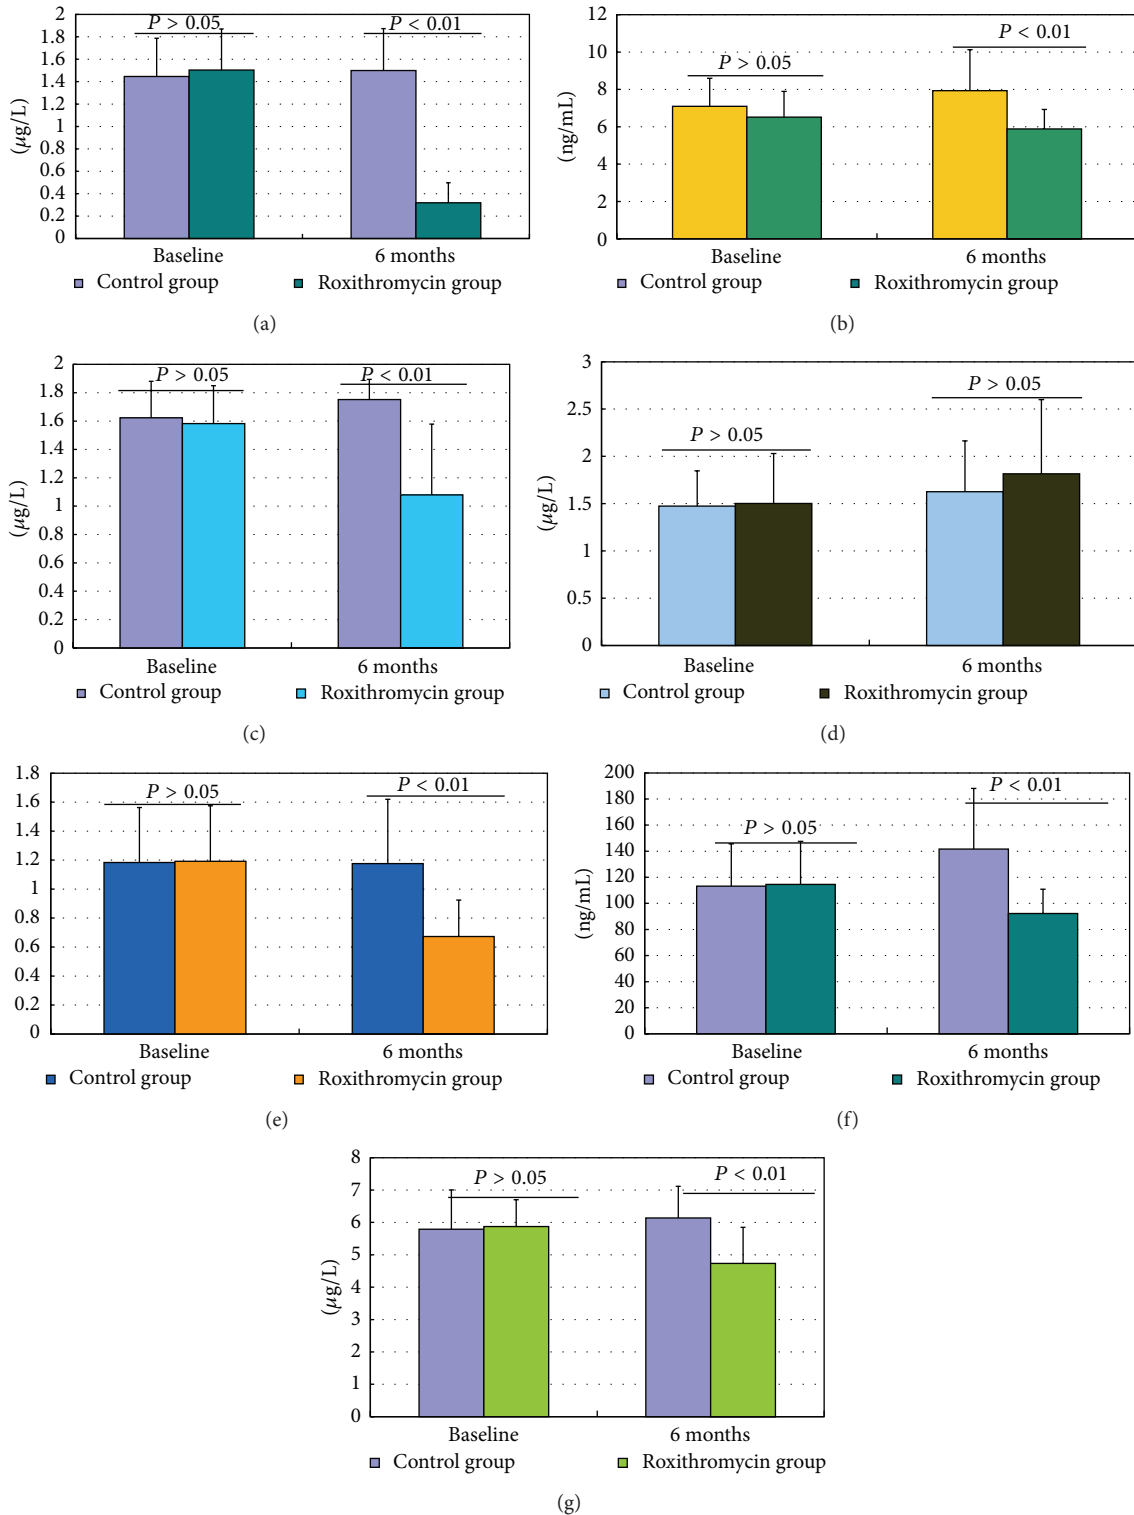 2
1.8
1.6
1.4
1.2
1
0.8
0.6
0.4
0.2
0
(μg/L)
P > 0.05
P < 0.01
Baseline
6 months
Control group
Roxithromycin group
(a)
12
10
8
6
4
2
0
(ng/mL)
P > 0.05
P < 0.01
Baseline
6 months
Control group
Roxithromycin group
(b)
2
1.8
1.6
1.4
1.2
1
0.8
0.6
0.4
0.2
0
(μg/L)
P > 0.05
P < 0.01
Baseline
6 months
Control group
Roxithromycin group
(c)
3
2.5
2
1.5
1
0.5
0
(μg/L)
P > 0.05
P > 0.05
Baseline
6 months
Control group
Roxithromycin group
(d)
1.8
1.6
1.4
1.2
1
0.8
0.6
0.4
0.2
0
P > 0.05
P < 0.01
Baseline
6 months
Control group
Roxithromycin group
(e)
200
180
160
140
120
100
80
60
40
20
0
(ng/mL)
P > 0.05
P < 0.01
Baseline
6 months
Control group
Roxithromycin group
(f)
8
7
6
5
4
3
2
1
0
(μg/L)
P > 0.05
P < 0.01
Baseline
6 months
Control group
Roxithromycin group
(g)